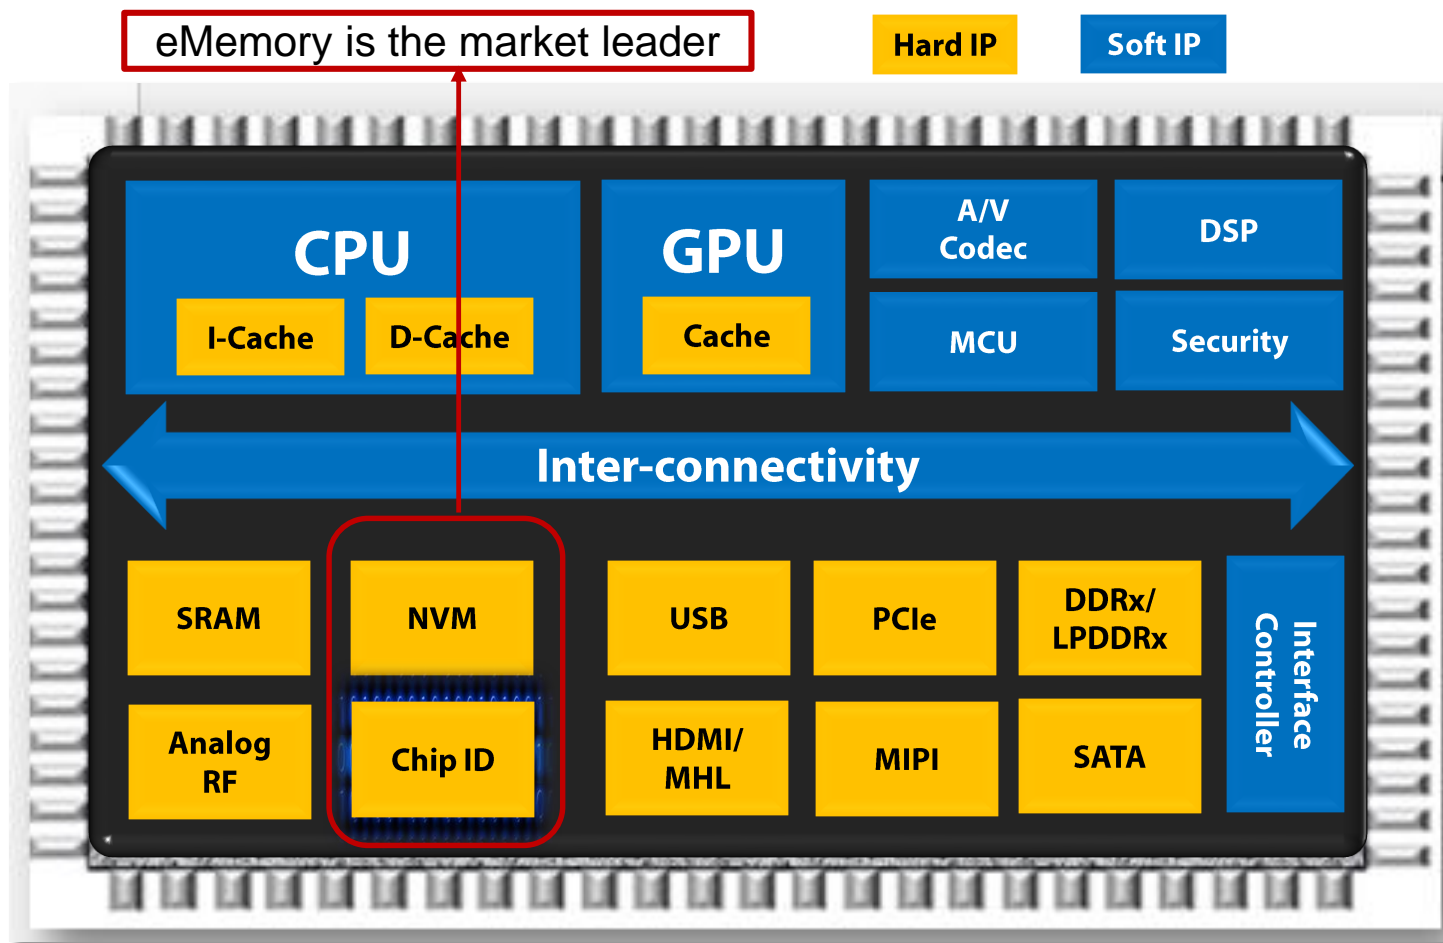 eMemory is the market leader
Hard IP
Soft IP
CPU
I-Cache
D-Cache
GPU
Cache
A/V
Codec
DSP
MCU
Security
Inter-connectivity
SRAM
NVM
USB
PCIe
DDRx/
LPDDRx
Analog
RF
Chip ID
HDMI/
MHL
MIPI
SATA
Interface
Controller